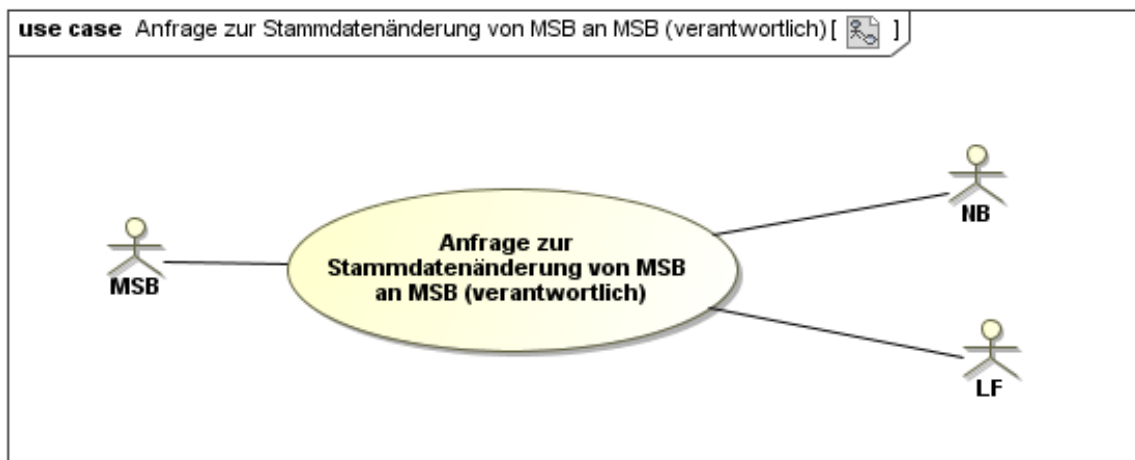 use case Anfrage zur Stammdatenänderung von MSB an MSB (verantwortlich)[ ]
NB
Anfrage zur
Stammdatenänderung von MSB
an MSB (verantwortlich)
MSB
LF